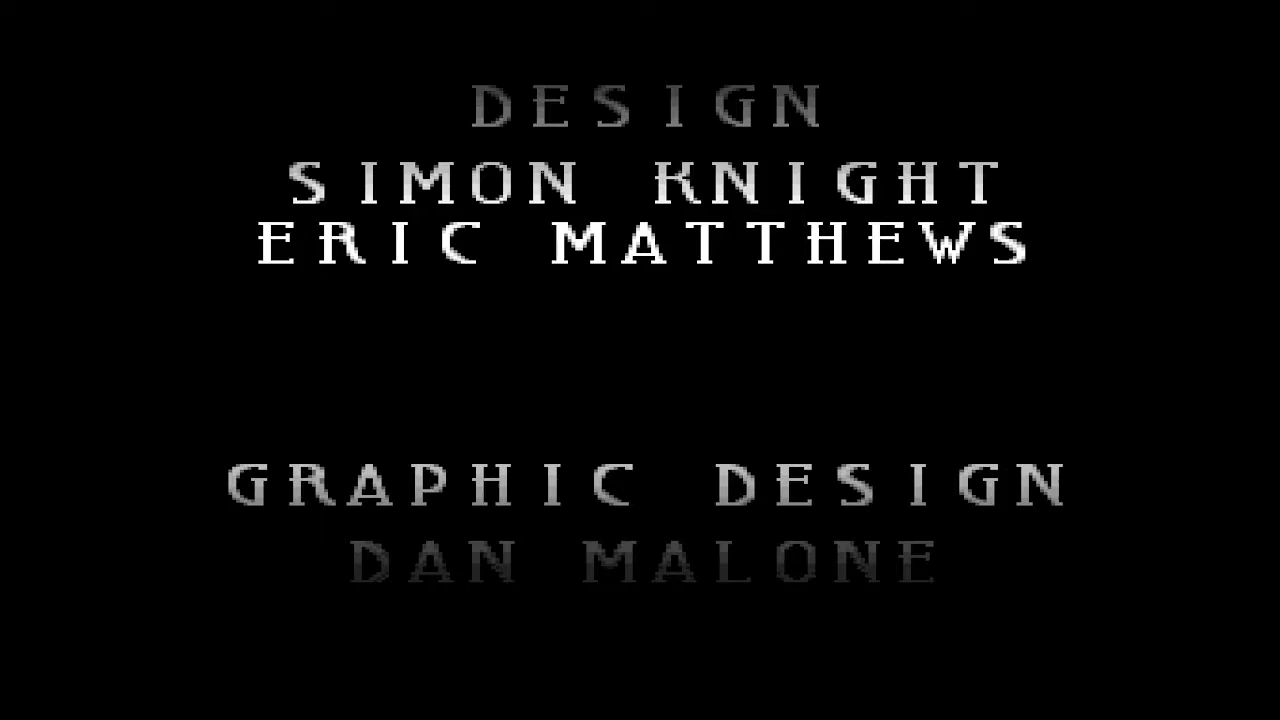 DESIGN
SIMON KNIGHT
ERIC MATTHEWS
GRAPHIC DESIGN
DAN MALONE